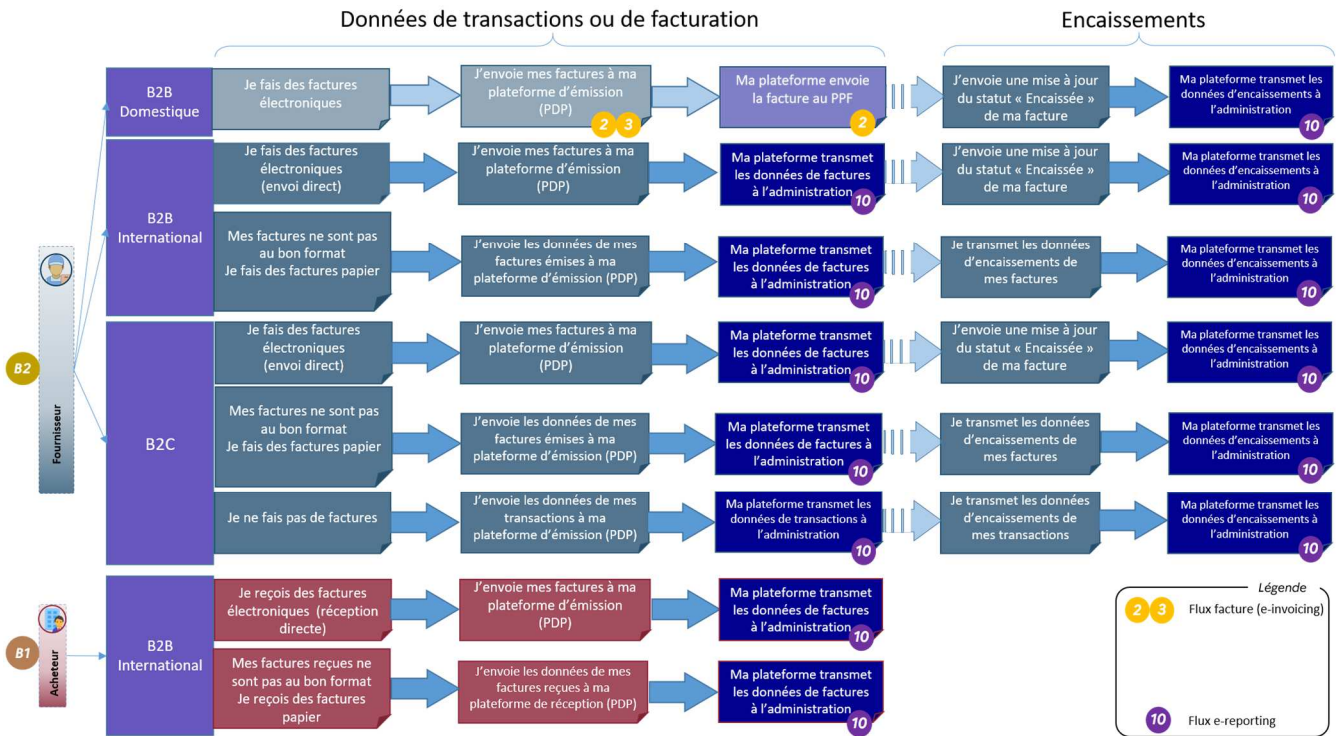 Données de transactions ou de facturation
Encaissements
B2B
Domestique
Je fais des factures
électroniques
J'envoie mes factures à ma
plateforme d'émission
(PDP)
2 3
Ma plateforme envoie
la facture au PPF
2
J'envoie une mise à jour
du statut « Encaissée »
de ma facture
Ma plateforme transmet les
données d'encaissements à
l'administration
10
B2B
International
Je fais des factures
électroniques
(envoi direct)
J'envoie mes factures à ma
plateforme d'émission
(PDP)
Ma plateforme transmet
les données de factures
à l'administration
10
J'envoie une mise à jour
du statut « Encaissée »
de ma facture
Ma plateforme transmet les
données d'encaissements à
l'administration
10
Mes factures ne sont pas
au bon format
Je fais des factures papier
J'envoie les données de mes
factures émises à ma
plateforme d'émission (PDP)
Ma plateforme transmet
les données de factures
à l'administration
10
Je transmet les données
d'encaissements de
mes factures
Ma plateforme transmet les
données d'encaissements à
l'administration
10
B2
Fournisseur
B2C
Je fais des factures
électroniques
(envoi direct)
J'envoie mes factures à ma
plateforme d'émission
(PDP)
Ma plateforme transmet
les données de factures
à l'administration
10
J'envoie une mise à jour
du statut « Encaissée »
de ma facture
Ma plateforme transmet les
données d'encaissements à
l'administration
10
Mes factures ne sont pas
au bon format
Je fais des factures papier
J'envoie les données de mes
factures émises à ma
plateforme d'émission (PDP)
Ma plateforme transmet
les données de factures à
l'administration
10
Je transmet les données
d'encaissements de
mes factures
Ma plateforme transmet les
données d'encaissements à
l'administration
10
Je ne fais pas de factures
J'envoie les données de mes
transactions à ma
plateforme d'émission (PDP)
Ma plateforme transmet les
données de transactions à
l'administration
10
Je transmet les données
d'encaissements de
mes transactions
Ma plateforme transmet les
données d'encaissements à
l'administration
10
B1
Acheteur
B2B
International
Je reçois des factures
électroniques (réception
directe)
J'envoie mes factures à ma
plateforme d'émission
(PDP)
Ma plateforme transmet
les données de factures
à l'administration
10
Mes factures reçues ne
sont pas au bon format
Je reçois des factures
papier
J'envoie les données de mes
factures reçues à ma
plateforme de réception (PDP)
Ma plateforme transmet
les données de factures
à l'administration
10
Légende
2 3 Flux facture (e-invoicing)
10 Flux e-reporting